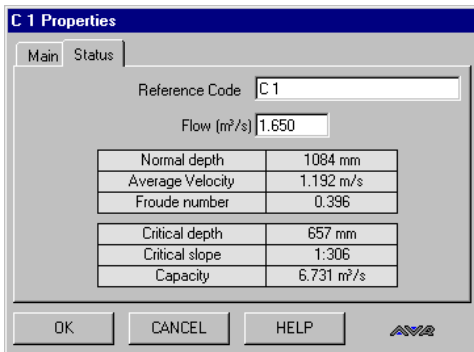 C 1 Properties
Main Status
Reference Code C 1
Flow (m³/s) 1.650
Normal depth 1084 mm
Average Velocity 1.192 m/s
Froude number 0.396
Critical depth 657 mm
Critical slope 1:306
Capacity 6.731 m³/s
OK CANCEL HELP